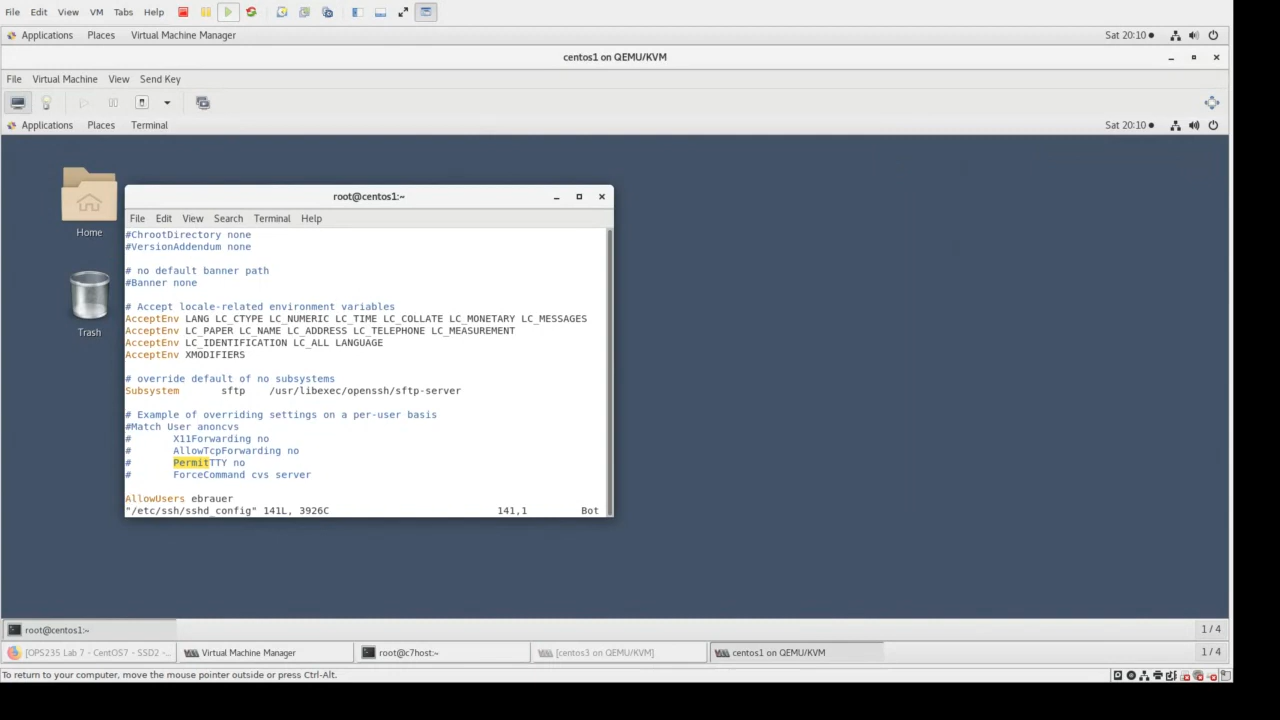 File Edit View VM Tabs Help
Applications Places Virtual Machine Manager Sat 20:10
centos1 on QEMU/KVM
File Virtual Machine View Send Key
Applications Places Terminal Sat 20:10
Home
Trash
root@centos1:~
File Edit View Search Terminal Help
#ChrootDirectory none
#VersionAddendum none
# no default banner path
#Banner none
# Accept locale-related environment variables
AcceptEnv LANG LC_CTYPE LC_NUMERIC LC_TIME LC_COLLATE LC_MONETARY LC_MESSAGES
AcceptEnv LC_PAPER LC_NAME LC_ADDRESS LC_TELEPHONE LC_MEASUREMENT
AcceptEnv LC_IDENTIFICATION LC_ALL LANGUAGE
AcceptEnv XMODIFIERS
# override default of no subsystems
Subsystem sftp /usr/libexec/openssh/sftp-server
# Example of overriding settings on a per-user basis
#Match User anoncvs
# X11Forwarding no
# AllowTcpForwarding no
# PermitTTY no
# ForceCommand cvs server
AllowUsers ebrauer
"/etc/ssh/sshd_config" 141L, 3926C 141,1 Bot
root@centos1:~ 1 / 4
[OPS235 Lab 7 - CentOS7 - SSD2 -... Virtual Machine Manager root@c7host:~ [centos3 on QEMU/KVM] centos1 on QEMU/KVM 1 / 4
To return to your computer, move the mouse pointer outside or press Ctrl-Alt.